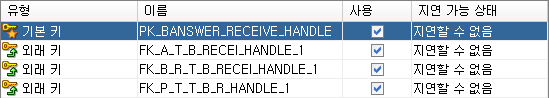 유형 이름 사용 지연 가능 상태
기본 키 PK_BANSWER_RECEIVE_HANDLE 지연할 수 없음
외래 키 FK_A_T_B_RECEI_HANDLE_1 지연할 수 없음
외래 키 FK_B_R_T_B_RECEI_HANDLE_1 지연할 수 없음
외래 키 FK_P_T_T_B_R_HANDLE_1 지연할 수 없음